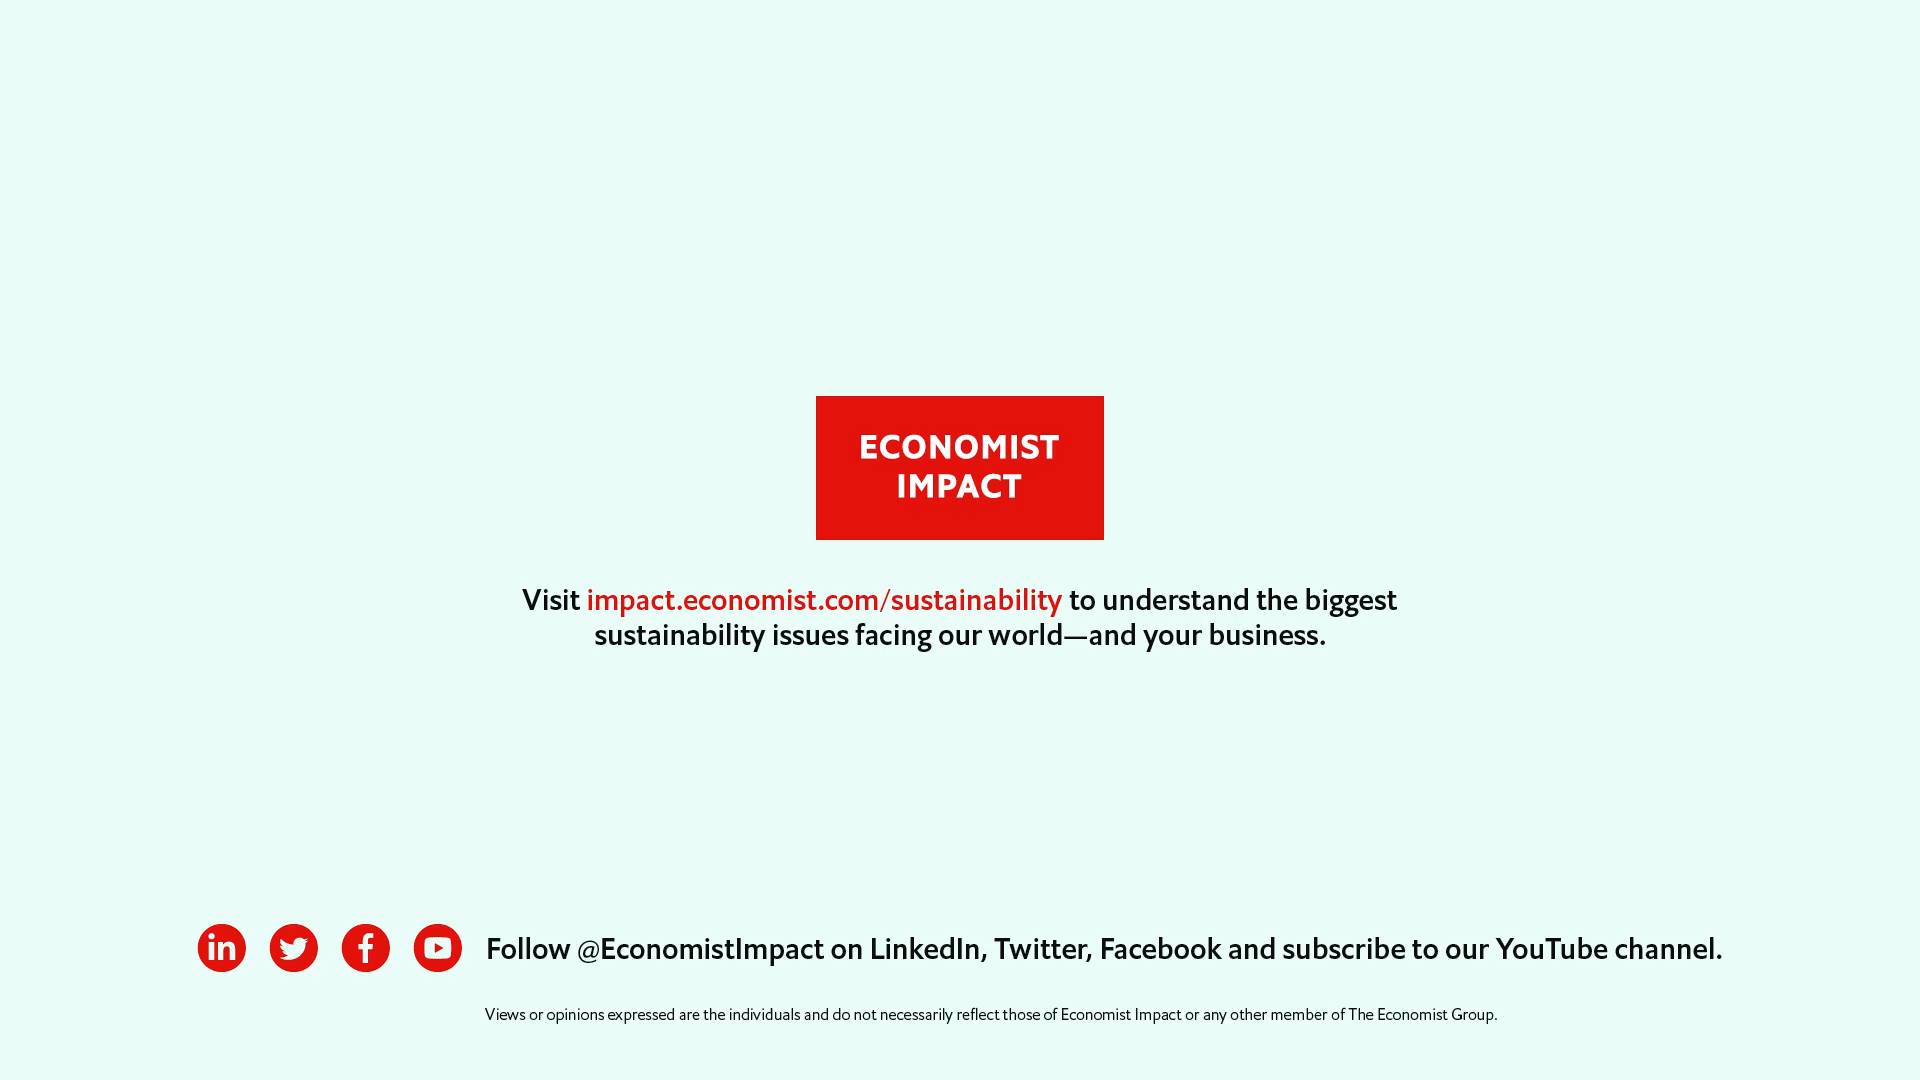 ECONOMIST
IMPACT
Visit impact.economist.com/sustainability to understand the biggest
sustainability issues facing our world—and your business.
in f Follow @EconomistImpact on LinkedIn, Twitter, Facebook and subscribe to our YouTube channel.
Views or opinions expressed are the individuals and do not necessarily reflect those of Economist Impact or any other member of The Economist Group.